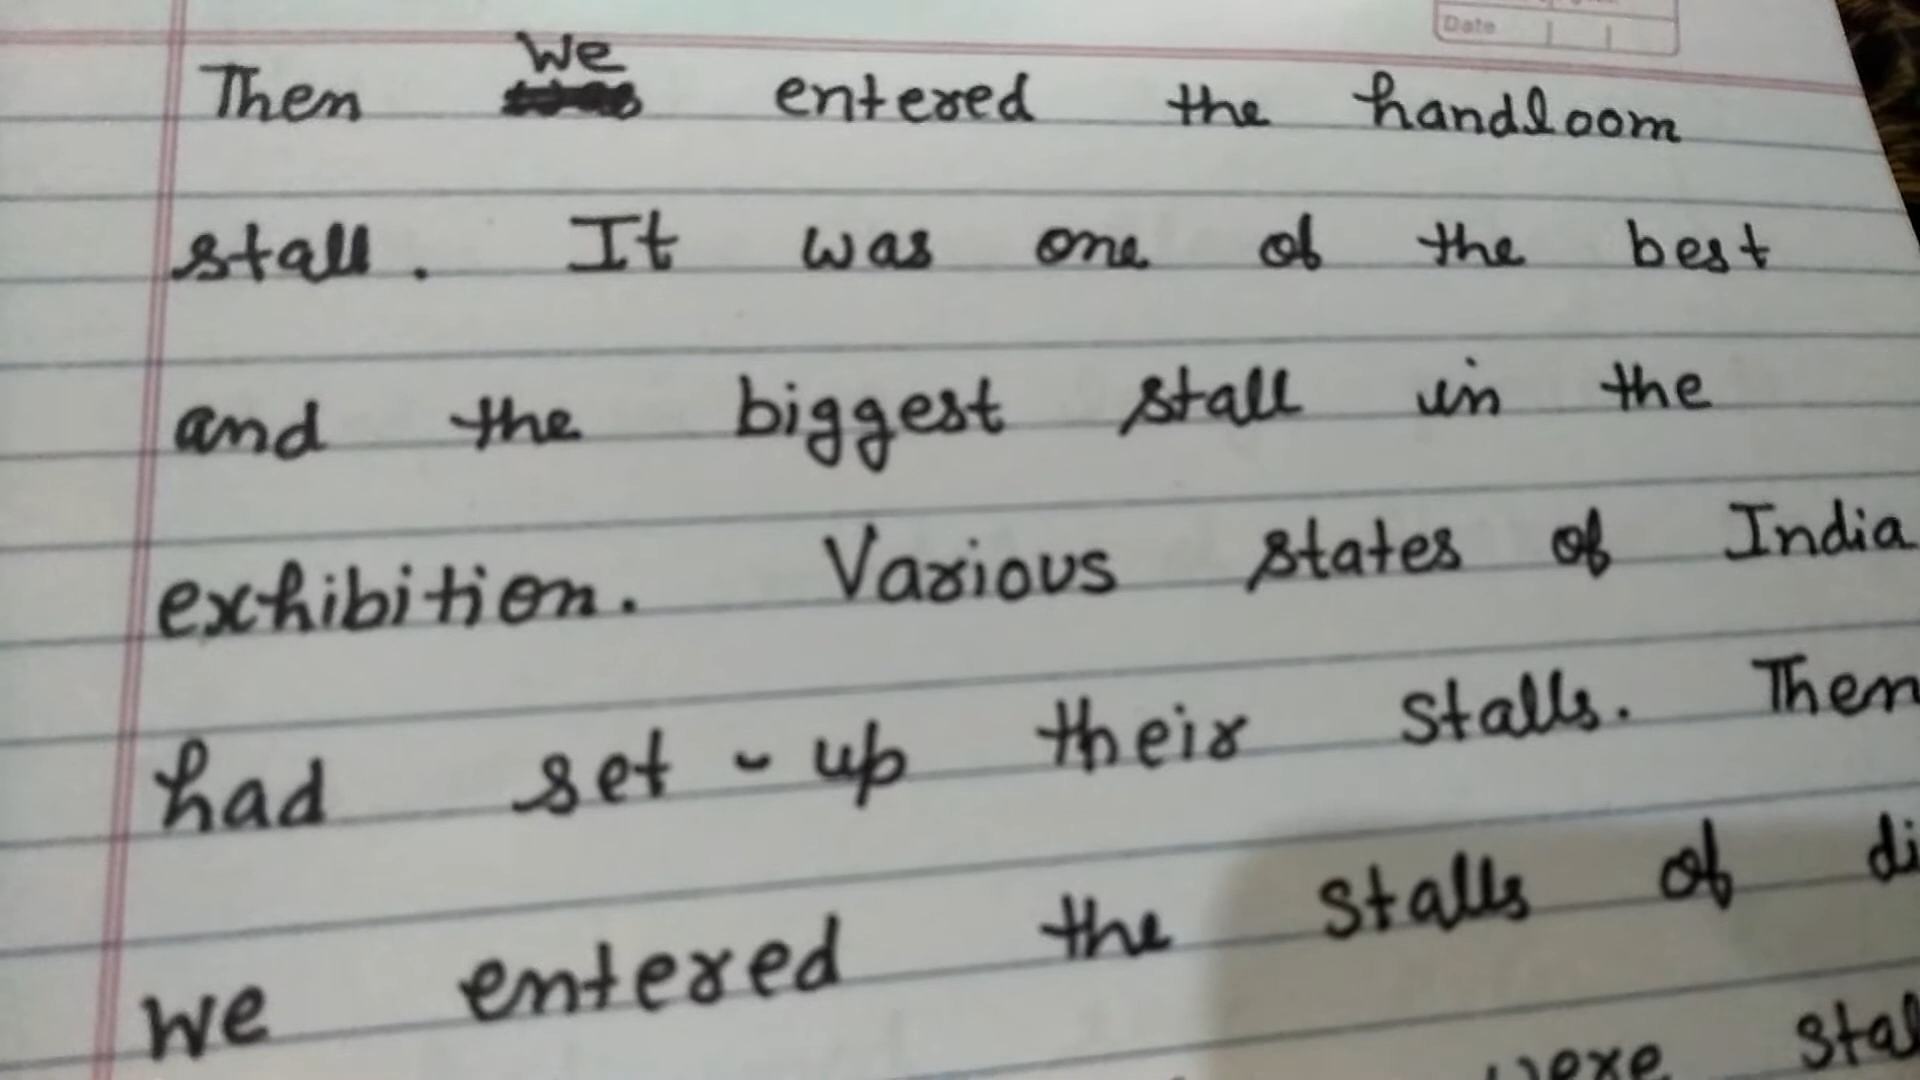 Date
Then We entered the handloom
stall. It was one of the best
and the biggest stall in the
exhibition. Various states of India
had set-up their stalls. Then
we entered the stalls of
were